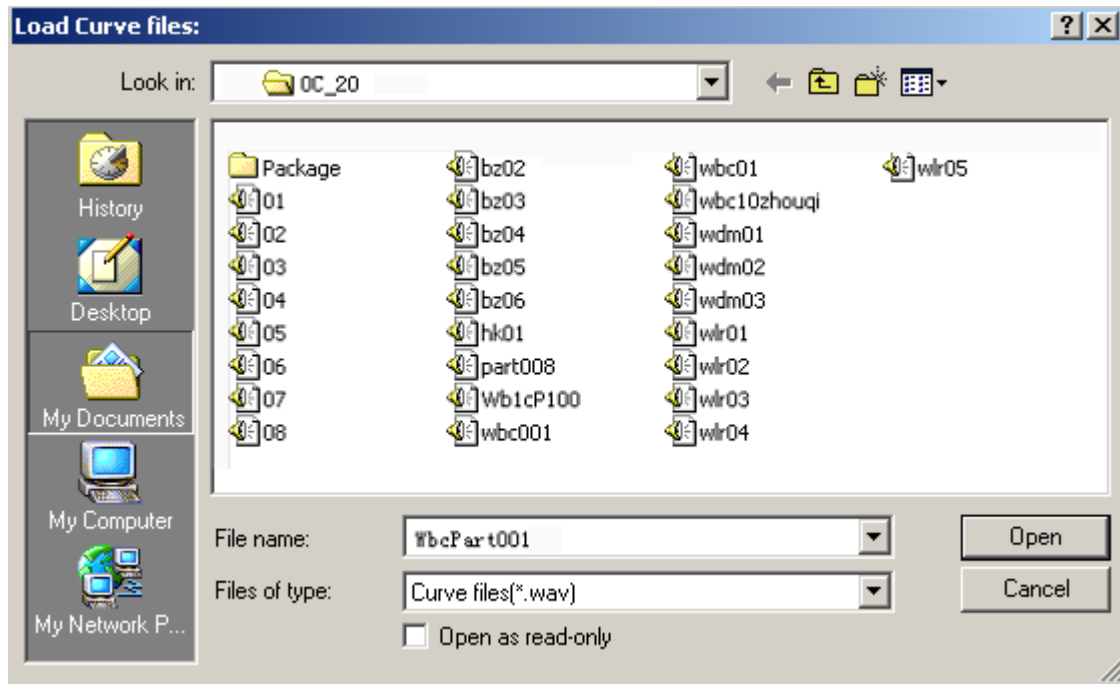 Load Curve files:
Look in: OC_20
History
Desktop
My Documents
My Computer
My Network P...
Package bz02 wbc01 wlr05
01 bz03 wbc10zhouqi
02 bz04 wdm01
03 bz05 wdm02
04 bz06 wdm03
05 hk01 wlr01
06 part008 wlr02
07 Wb1cP100 wlr03
08 wbc001 wlr04
File name: WbcPart001 Open
Files of type: Curve files(*.wav) Cancel
Open as read-only